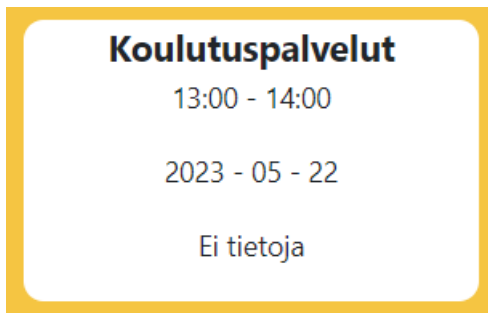 Koulutuspalvelut
13:00 - 14:00
2023 - 05 - 22
Ei tietoja